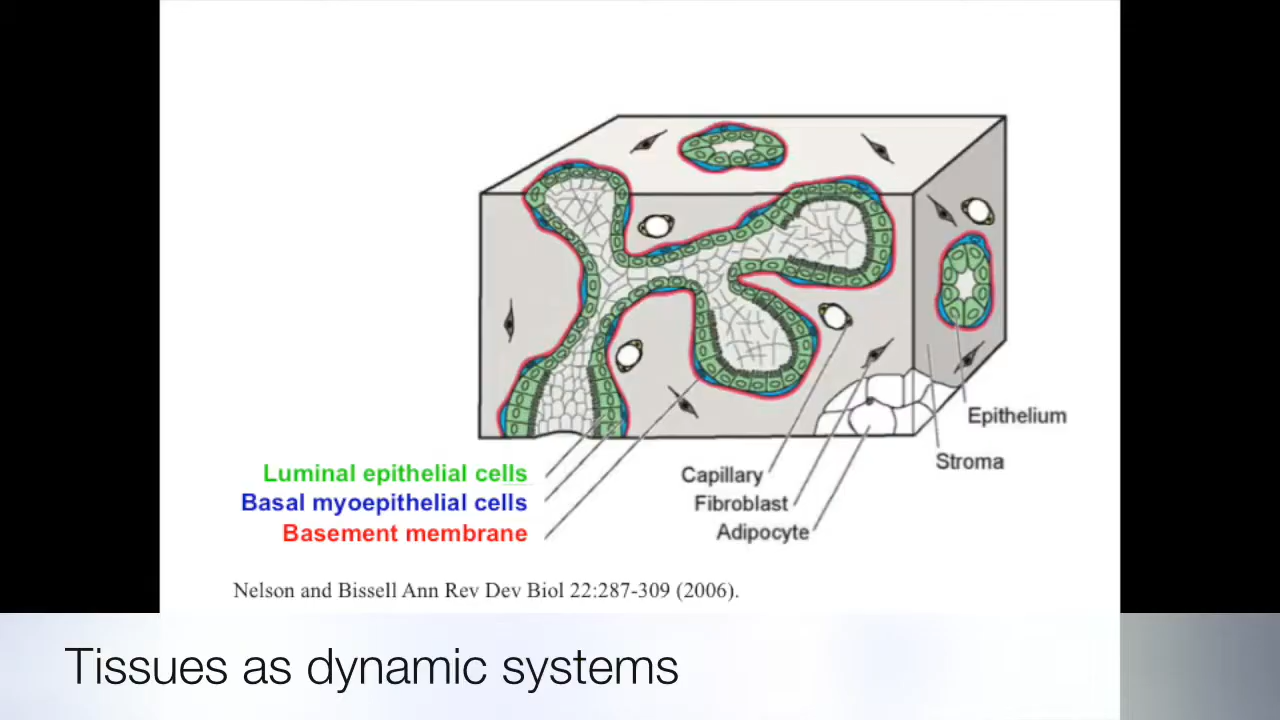 Epithelium
Stroma
Luminal epithelial cells
Basal myoepithelial cells
Basement membrane
Capillary
Fibroblast
Adipocyte
Nelson and Bissell Ann Rev Dev Biol 22:287-309 (2006).
Tissues as dynamic systems